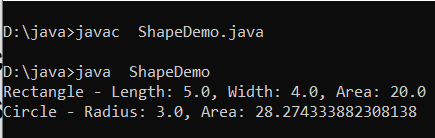 D:\java>javac  ShapeDemo.java
D:\java>java  ShapeDemo
Rectangle - Length: 5.0, Width: 4.0, Area: 20.0
Circle - Radius: 3.0, Area: 28.274333882308138